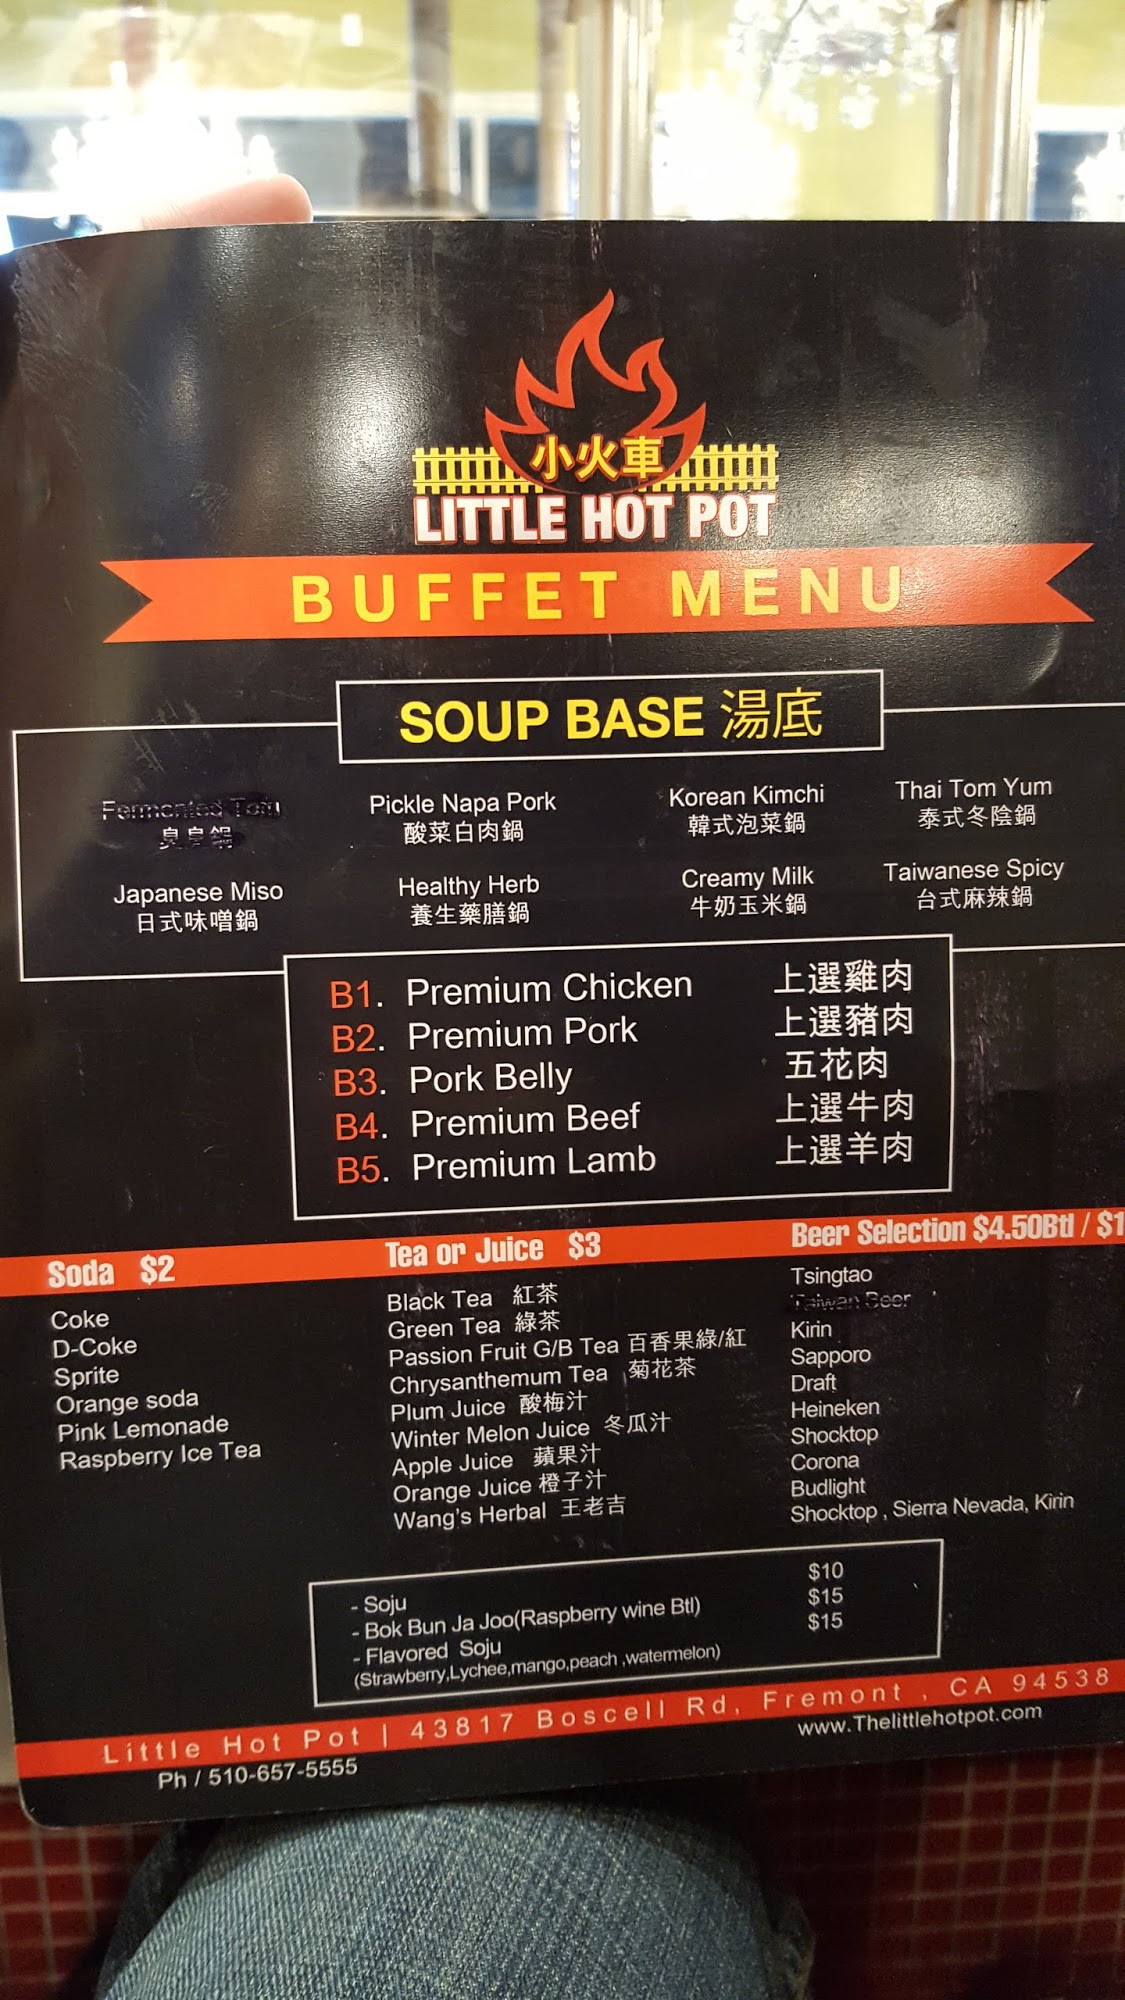 小火車
LITTLE HOT POT
BUFFET MENU
SOUP BASE 湯底
Fermented Tofu
臭臭鍋
Pickle Napa Pork
酸菜白肉鍋
Korean Kimchi
韓式泡菜鍋
Thai Tom Yum
泰式冬陰鍋
Japanese Miso
日式味噌鍋
Healthy Herb
養生藥膳鍋
Creamy Milk
牛奶玉米鍋
Taiwanese Spicy
台式麻辣鍋
B1. Premium Chicken 上選雞肉
B2. Premium Pork 上選豬肉
B3. Pork Belly 五花肉
B4. Premium Beef 上選牛肉
B5. Premium Lamb 上選羊肉
Soda $2
Coke
D-Coke
Sprite
Orange soda
Pink Lemonade
Raspberry Ice Tea
Tea or Juice $3
Black Tea 紅茶
Green Tea 綠茶
Passion Fruit G/B Tea 百香果綠/紅
Chrysanthemum Tea 菊花茶
Plum Juice 酸梅汁
Winter Melon Juice 冬瓜汁
Apple Juice 蘋果汁
Orange Juice 橙子汁
Wang's Herbal 王老吉
Beer Selection $4.50Btl / $1
Tsingtao
Taiwan Beer
Kirin
Sapporo
Draft
Heineken
Shocktop
Corona
Budlight
Shocktop , Sierra Nevada, Kirin
- Soju $10
- Bok Bun Ja Joo(Raspberry wine Btl) $15
- Flavored Soju $15
(Strawberry,Lychee,mango,peach ,watermelon)
Little Hot Pot | 43817 Boscell Rd, Fremont , CA 94538
Ph / 510-657-5555
www.Thelittlehotpot.com